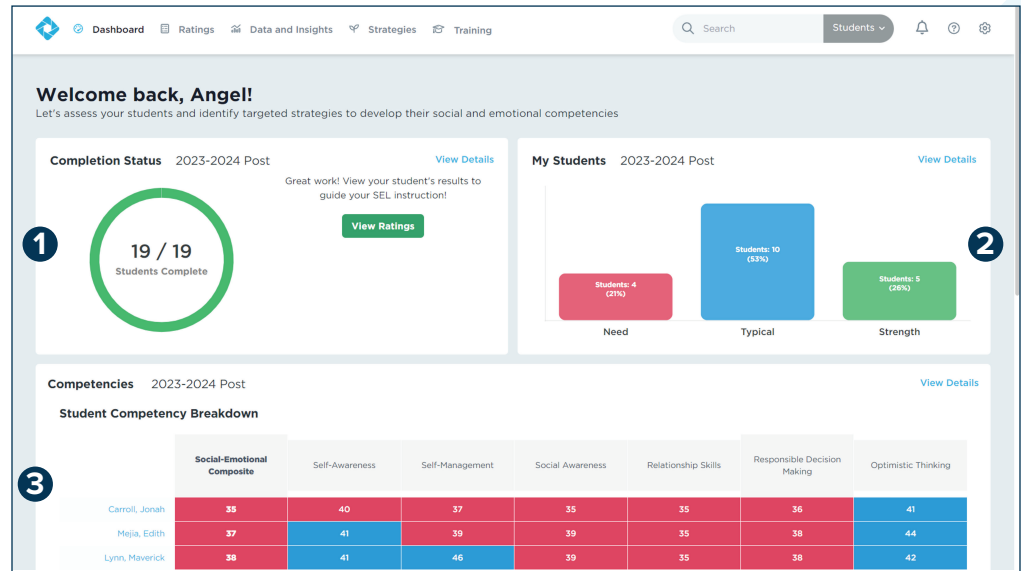 Dashboard Ratings Data and Insights Strategies Training Search Students
Welcome back, Angel!
Let's assess your students and identify targeted strategies to develop their social and emotional competencies
Completion Status 2023-2024 Post View Details
Great work! View your student's results to
guide your SEL instruction!
View Ratings
1
19 / 19
Students Complete
My Students 2023-2024 Post View Details
2
Students: 4
(21%)
Students: 10
(53%)
Students: 5
(26%)
Need Typical Strength
Competencies 2023-2024 Post View Details
Student Competency Breakdown
3
Social-Emotional
Composite
Self-Awareness
Self-Management
Social Awareness
Relationship Skills
Responsible Decision
Making
Optimistic Thinking
Carroll, Jonah 35 40 37 35 35 36 41
Mejia, Edith 37 41 39 39 35 38 44
Lynn, Maverick 38 41 46 39 35 38 42